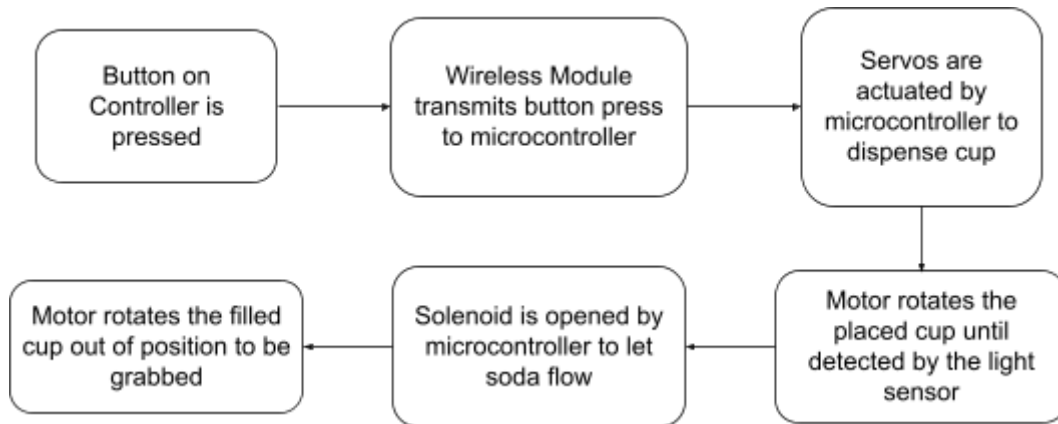 Button on
Controller is
pressed
Wireless Module
transmits button press
to microcontroller
Servos are
actuated by
microcontroller to
dispense cup
Motor rotates the
placed cup until
detected by the light
sensor
Solenoid is opened by
microcontroller to let
soda flow
Motor rotates the filled
cup out of position to be
grabbed